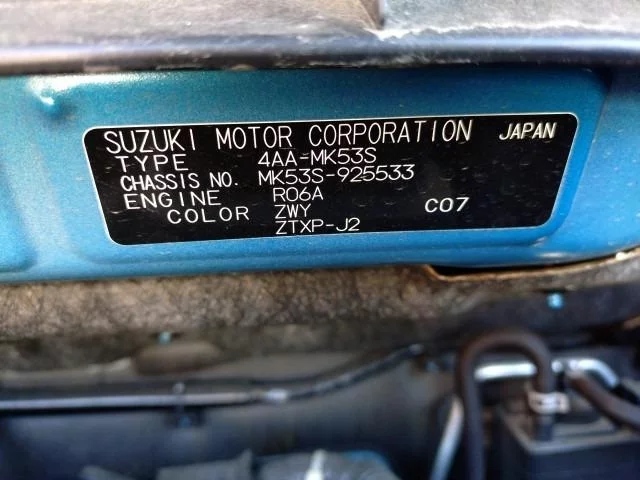 SUZUKI MOTOR CORPORATION JAPAN
TYPE 4AA-MK53S
CHASSIS NO. MK53S-925533
ENGINE R06A
COLOR ZWY C07
ZTXP-J2